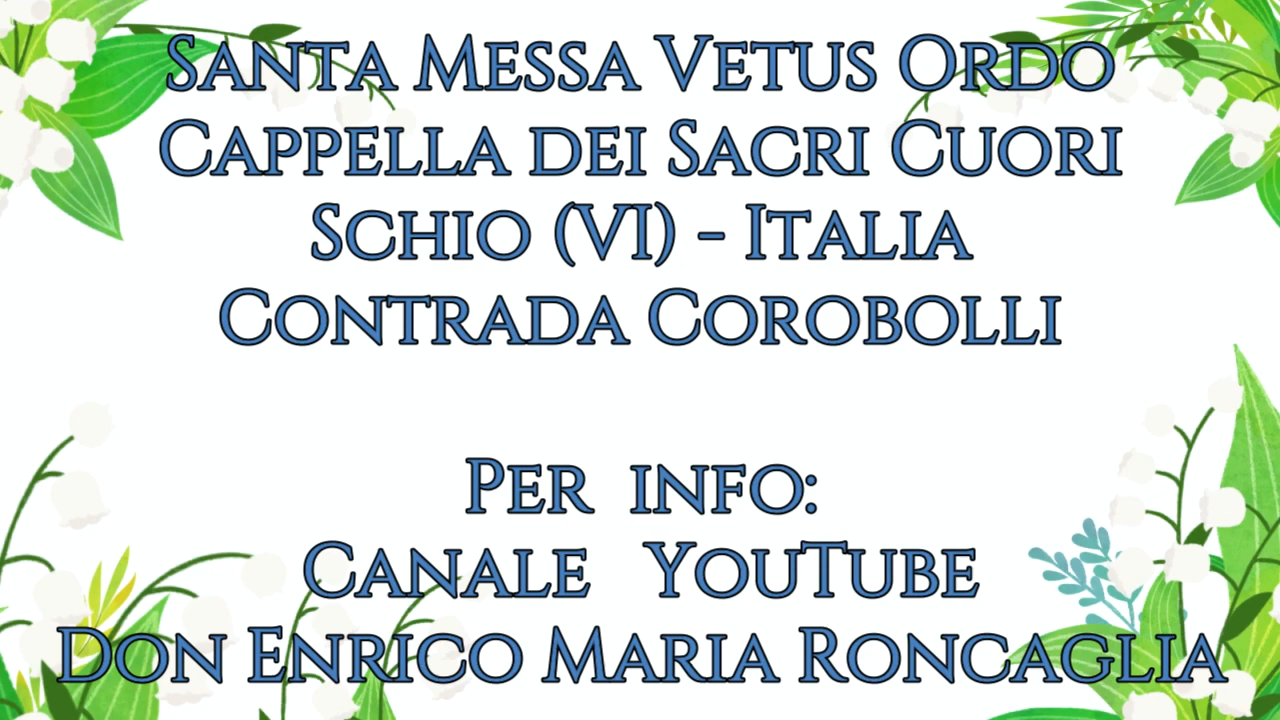 Santa Messa Vetus Ordo
Cappella dei Sacri Cuori
Schio (VI) - Italia
Contrada Corobolli
Per info:
Canale YouTube
Don Enrico Maria Roncaglia